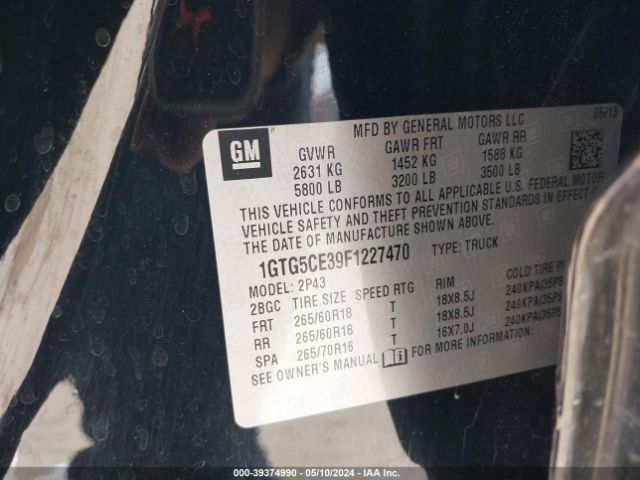 MFD BY GENERAL MOTORS LLC 05/15
GM
GVWR GAWR FRT GAWR RR
2631 KG 1452 KG 1588 KG
5800 LB 3200 LB 3500 LB
THIS VEHICLE CONFORMS TO ALL APPLICABLE U.S. FEDERAL MOTOR
VEHICLE SAFETY AND THEFT PREVENTION STANDARDS IN EFFECT
THE DATE OF MANUFACTURE SHOWN ABOVE.
1GTG5CE39F1227470 TYPE: TRUCK
MODEL: 2P43
2BGC TIRE SIZE SPEED RTG RIM COLD TIRE PR
FRT 265/60R18 T 18X8.5J 240KPA(35PS
RR 265/60R18 T 18X8.5J 240KPA(35PS
SPA 265/70R16 T 16X7.0J 240KPA(35PS
SEE OWNER'S MANUAL FOR MORE INFORMATION.
000-39374990 — 05/10/2024 — IAA Inc.